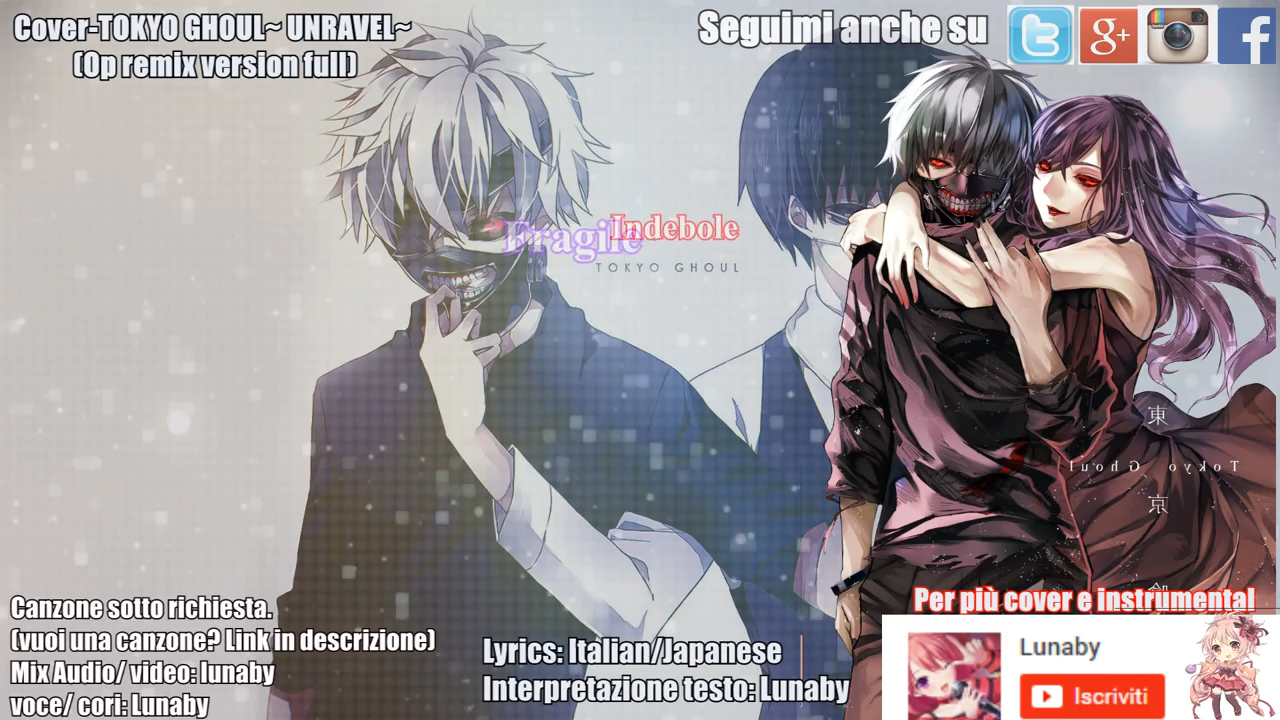 Cover-TOKYO GHOUL~ UNRAVEL~
(Op remix version full)
Seguimi anche su
g+
Fragile
Indebole
TOKYO GHOUL
東
Tokyo Ghoul
京
Canzone sotto richiesta.
(vuoi una canzone? Link in descrizione)
Mix Audio/ video: lunaby
voce/ cori: Lunaby
Lyrics: Italian/Japanese
Interpretazione testo: Lunaby
Per più cover e instrumental
Lunaby
Iscriviti